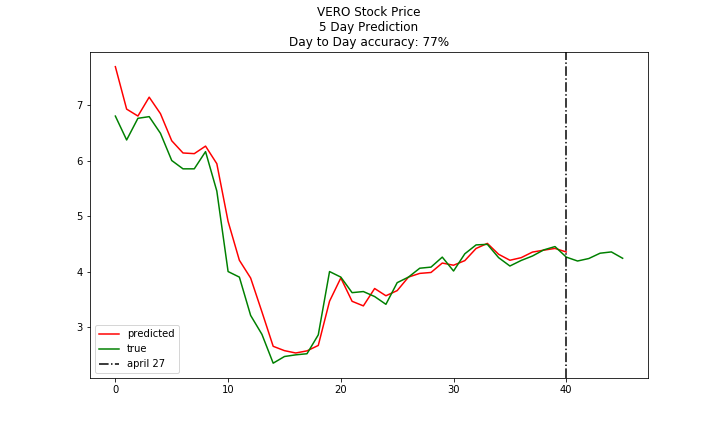 VERO Stock Price
5 Day Prediction
Day to Day accuracy: 77%
7
6
5
4
3
predicted
true
april 27
0 10 20 30 40